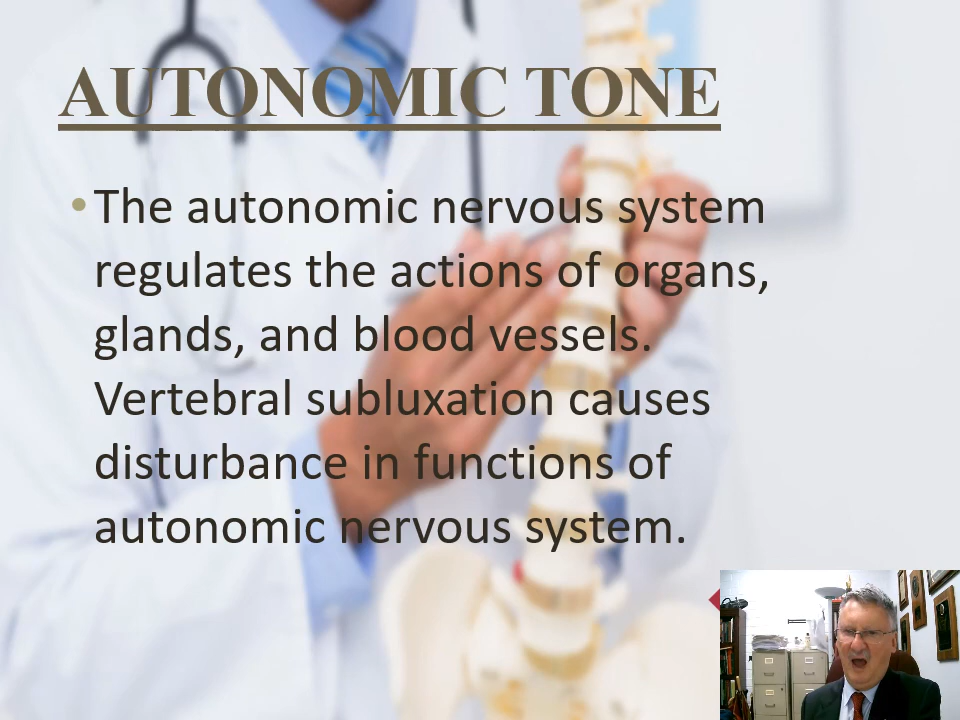 AUTONOMIC TONE
• The autonomic nervous system
regulates the actions of organs,
glands, and blood vessels.
Vertebral subluxation causes
disturbance in functions of
autonomic nervous system.